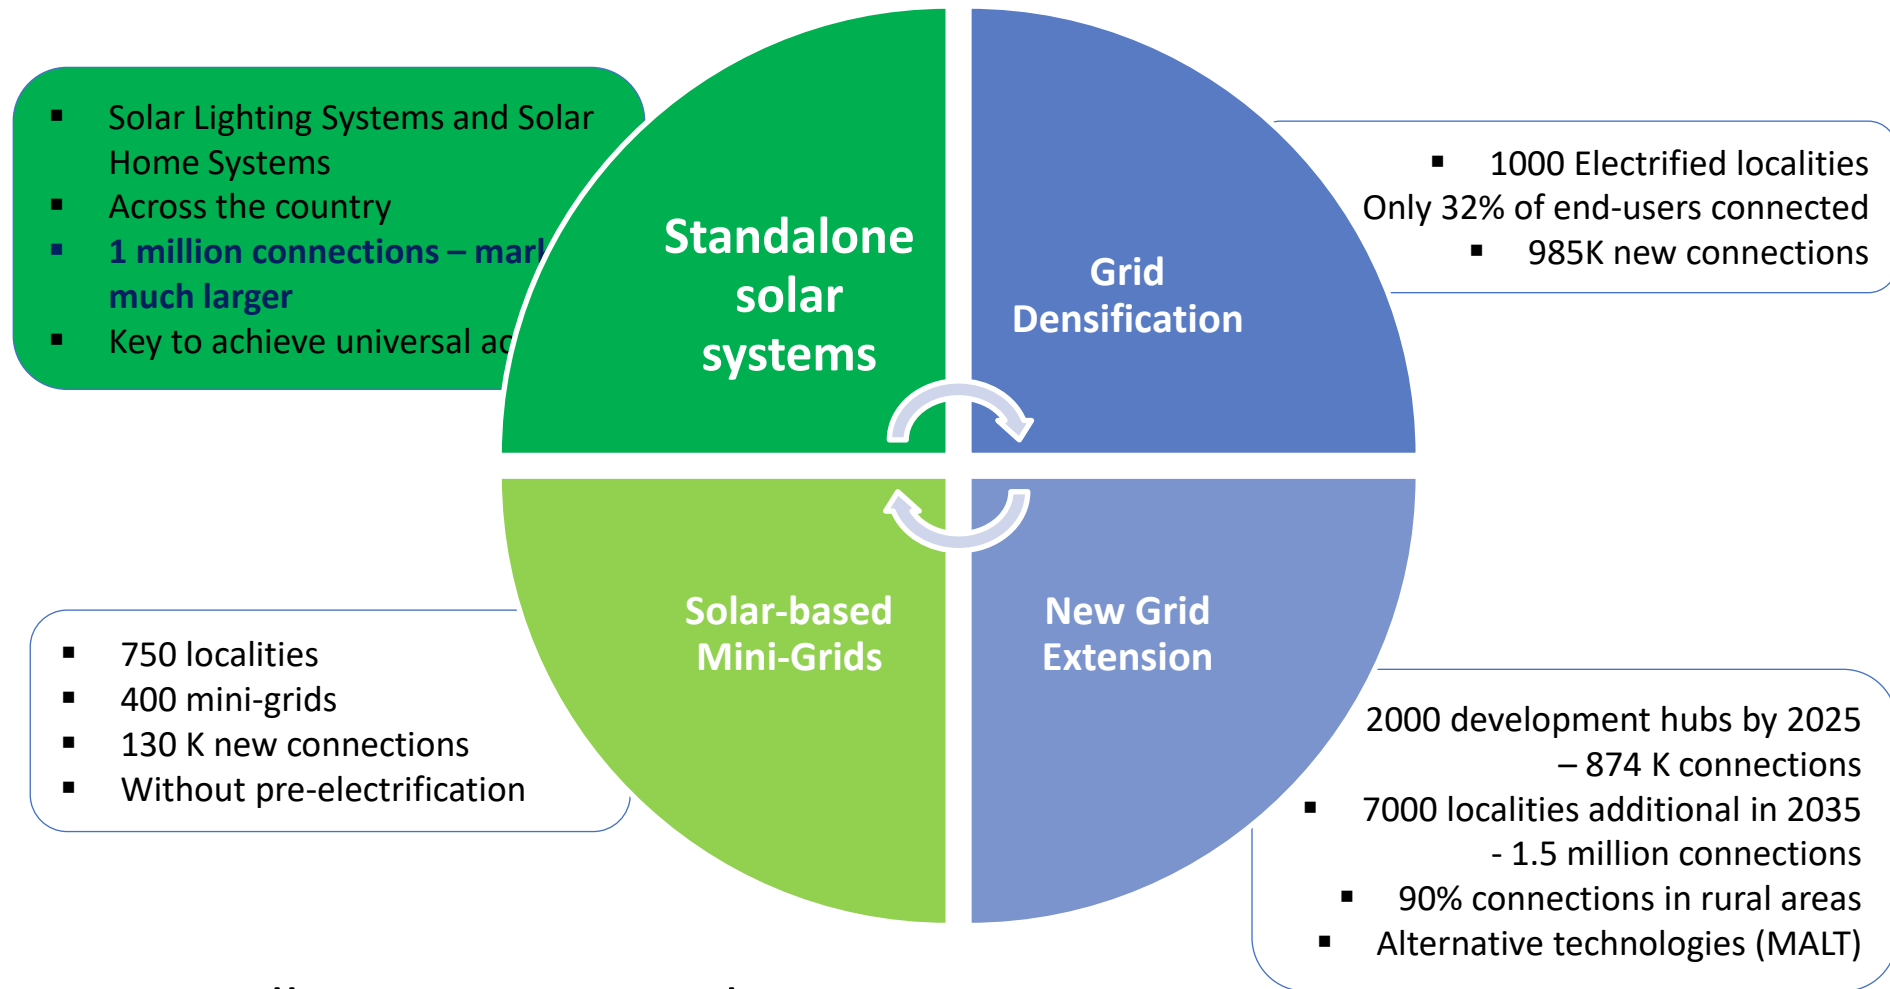 ▪ Solar Lighting Systems and Solar
Home Systems
▪ Across the country
▪ 1 million connections –
much larger
▪ Key to achieve universal
Standalone
solar
systems
Grid
Densification
▪ 1000 Electrified localities
Only 32% of end-users connected
▪ 985K new connections
Solar-based
Mini-Grids
New Grid
Extension
▪ 750 localities
▪ 400 mini-grids
▪ 130 K new connections
▪ Without pre-electrification
2000 development hubs by 2025
– 874 K connections
▪ 7000 localities additional in 2035
- 1.5 million connections
▪ 90% connections in rural areas
▪ Alternative technologies (MALT)